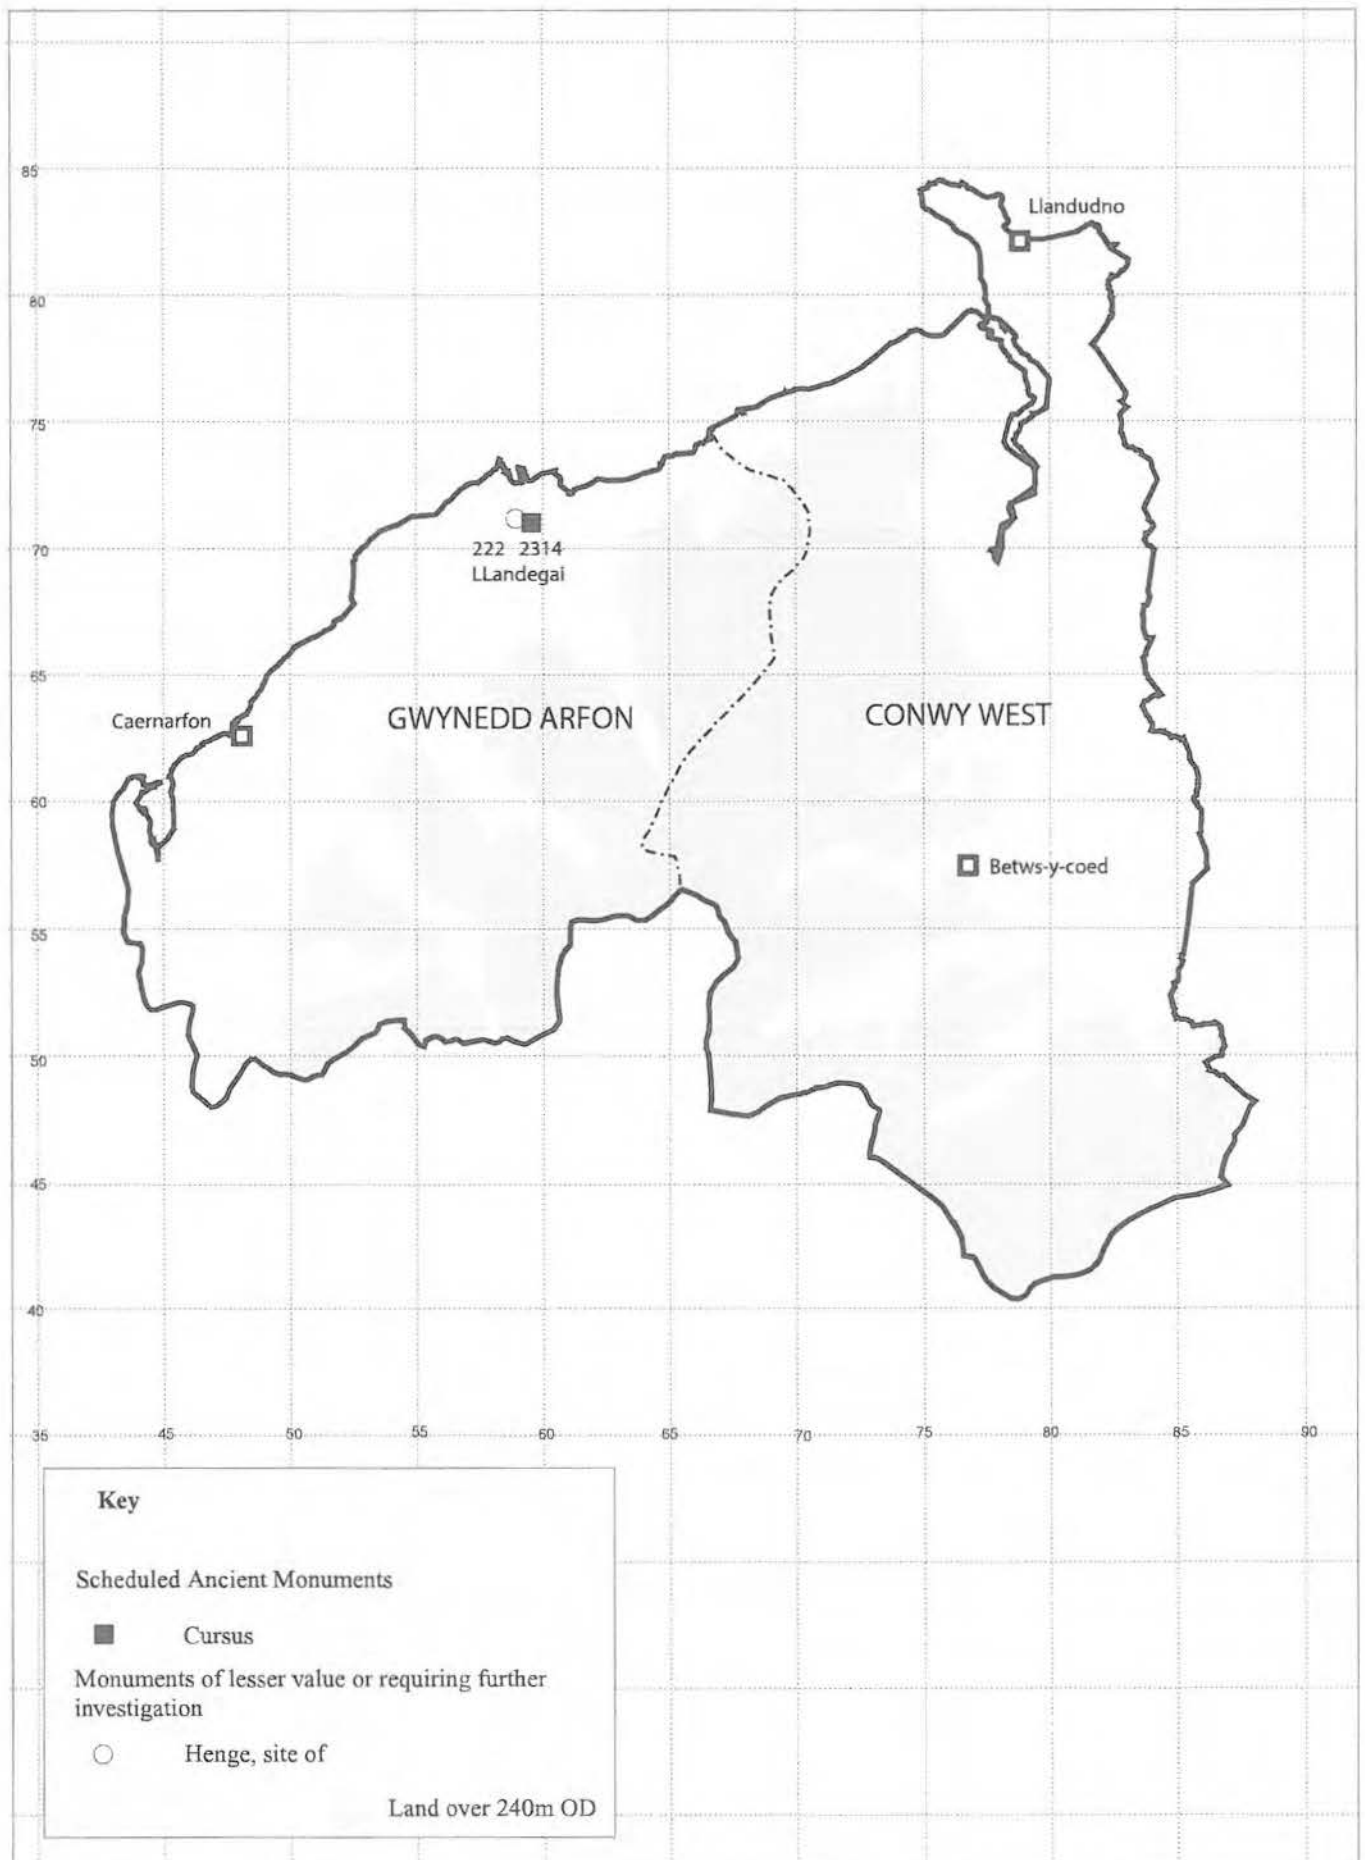 85
Llandudno
80
75
222 2314
70
LLandegai
65
Caernarfon
GWYNEDD ARFON
CONWY WEST
60
Betws-y-coed
55
50
45
40
35 45 50 55 60 65 70 75 80 85 90
Key
Scheduled Ancient Monuments
Cursus
Monuments of lesser value or requiring further
investigation
Henge, site of
Land over 240m OD